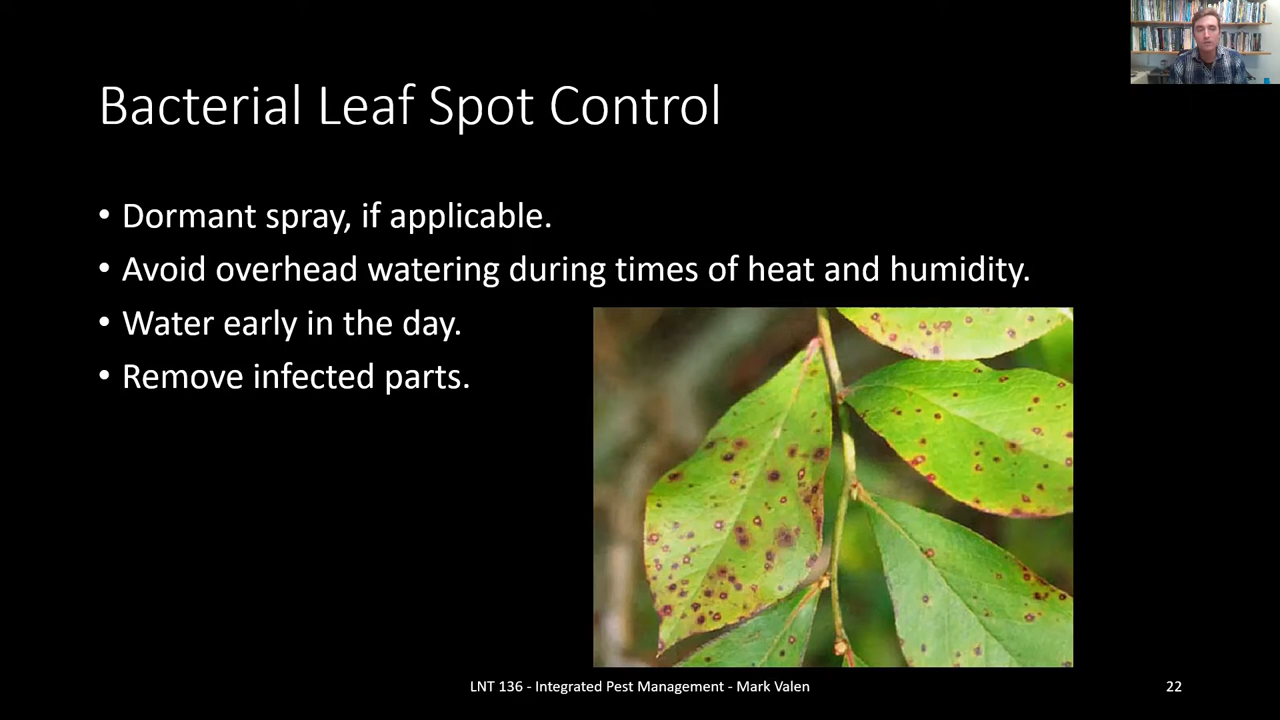 Bacterial Leaf Spot Control
• Dormant spray, if applicable.
• Avoid overhead watering during times of heat and humidity.
• Water early in the day.
• Remove infected parts.
LNT 136 - Integrated Pest Management - Mark Valen
22